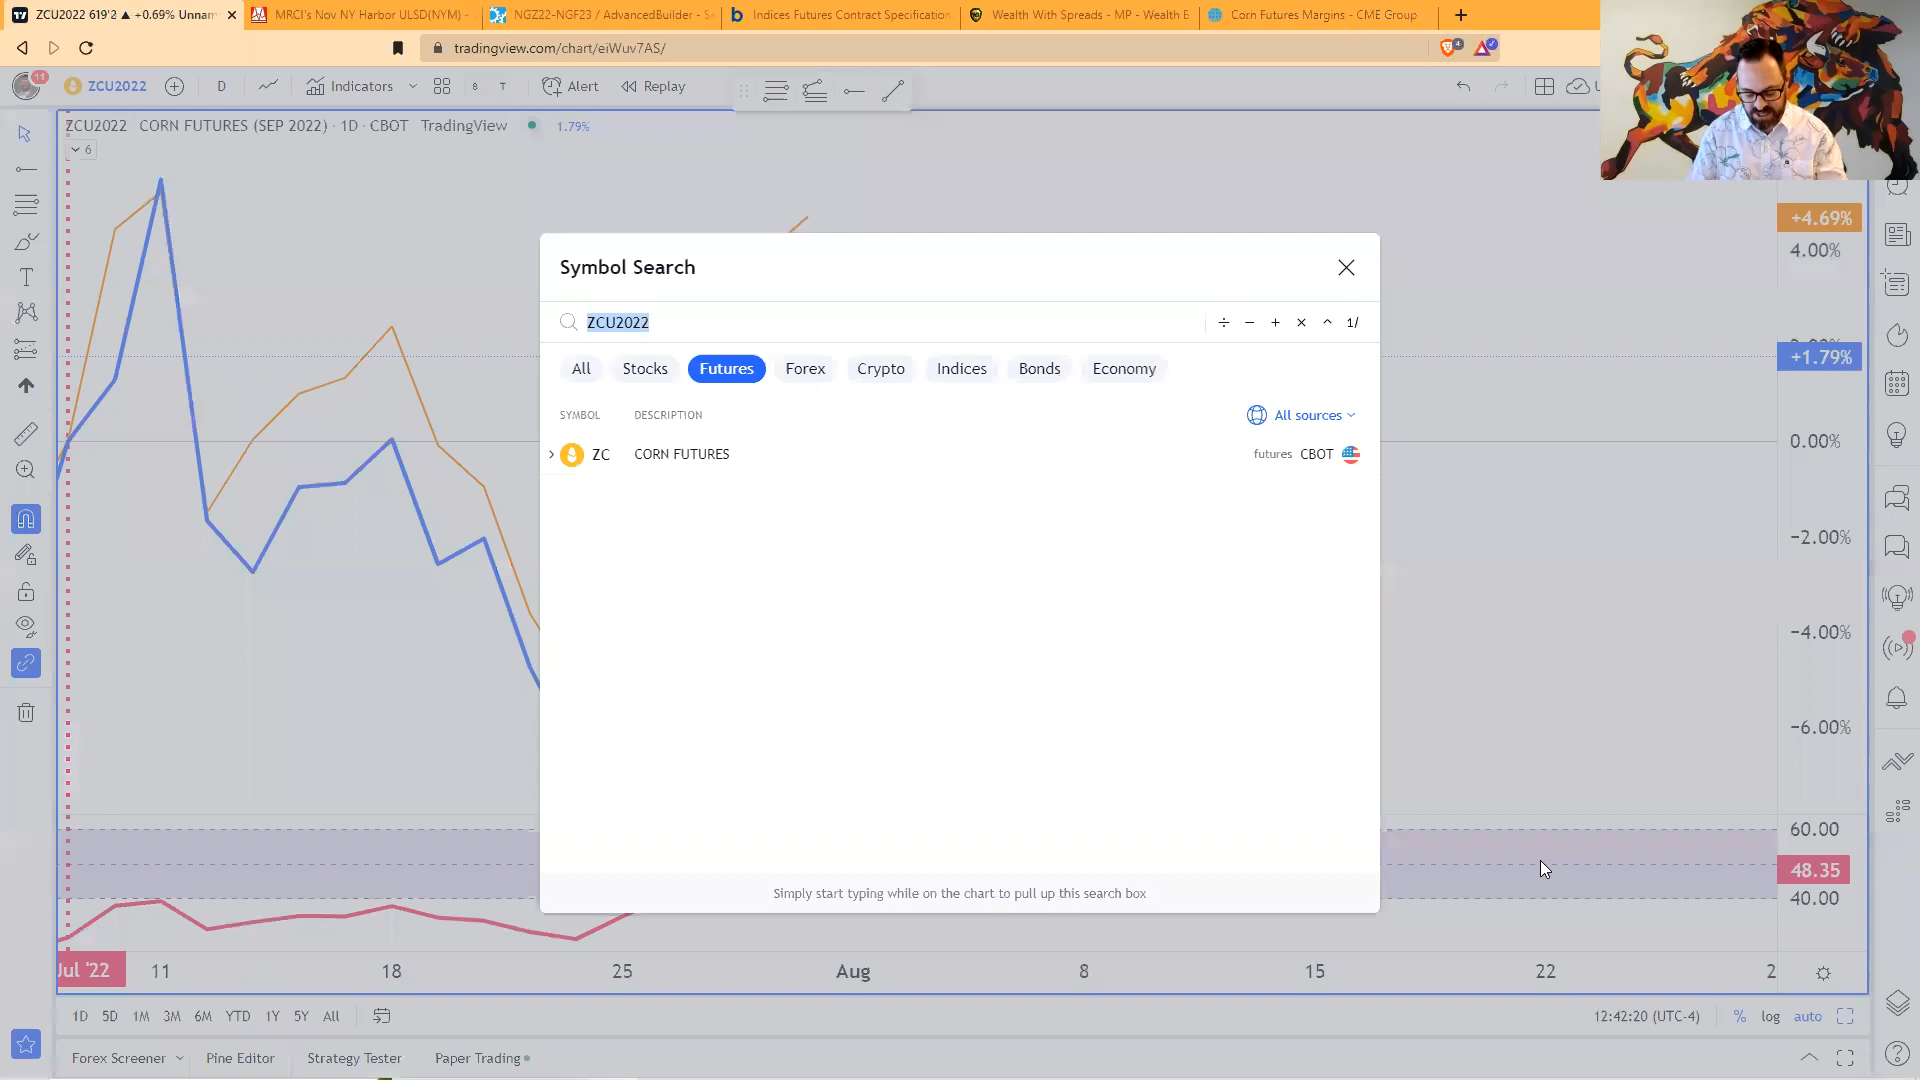 ZCU2022 619'2 ▲ +0.69% Unnam
MRCI's Nov NY Harbor ULSD(NYM) -
NGZ22-NGF23 / AdvancedBuilder - Se
Indices Futures Contract Specification
Wealth With Spreads - MP - Wealth B
Corn Futures Margins - CME Group
tradingview.com/chart/eiWuv7AS/
11
ZCU2022
D
Indicators
8
T
Alert
Replay
ZCU2022 CORN FUTURES (SEP 2022) · 1D · CBOT TradingView
1.79%
6
+4.69%
4.00%
+1.79%
0.00%
−2.00%
−4.00%
−6.00%
60.00
48.35
40.00
Symbol Search
ZCU2022
÷ − + × ^ 1/
All Stocks Futures Forex Crypto Indices Bonds Economy
SYMBOL DESCRIPTION
All sources
ZC CORN FUTURES futures CBOT
Simply start typing while on the chart to pull up this search box
Jul '22 11 18 25 Aug 8 15 22 2
1D 5D 1M 3M 6M YTD 1Y 5Y All
12:42:20 (UTC-4) % log auto
Forex Screener Pine Editor Strategy Tester Paper Trading